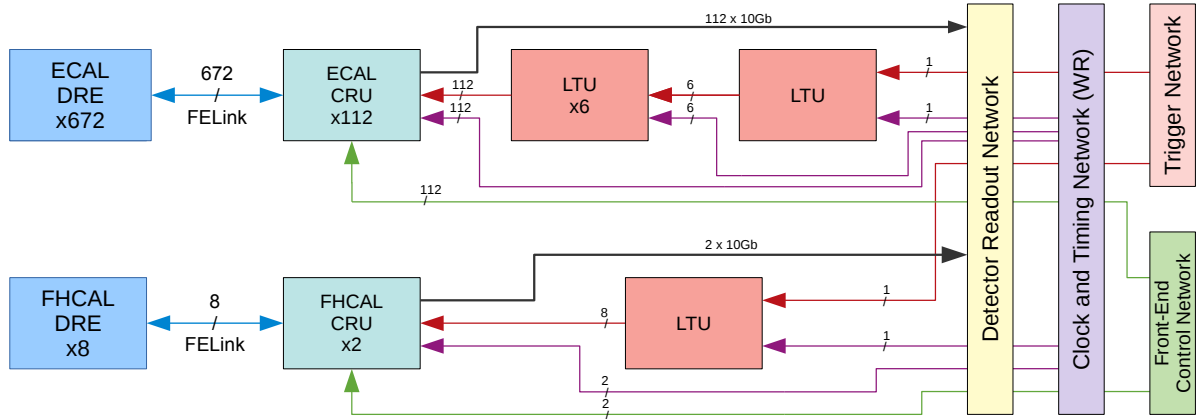 ECAL
DRE
x672
672
FELink
ECAL
CRU
x112
112 x 10Gb
112
112
LTU
x6
6
6
LTU
1
1
112
Detector Readout Network
Clock and Timing Network (WR)
Trigger Network
Front-End
Control Network
FHCAL
DRE
x8
8
FELink
FHCAL
CRU
x2
2 x 10Gb
8
LTU
1
1
2
2